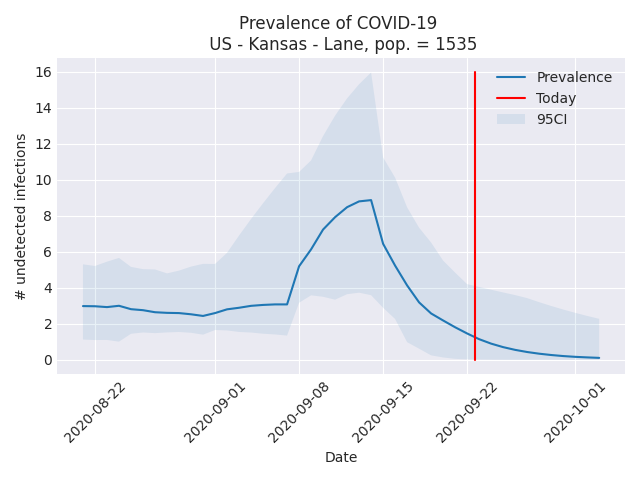 Prevalence of COVID-19
US - Kansas - Lane, pop. = 1535
16
14
12
10
8
6
4
2
0
# undetected infections
Prevalence
Today
95CI
2020-08-22
2020-09-01
2020-09-08
2020-09-15
2020-09-22
2020-10-01
Date